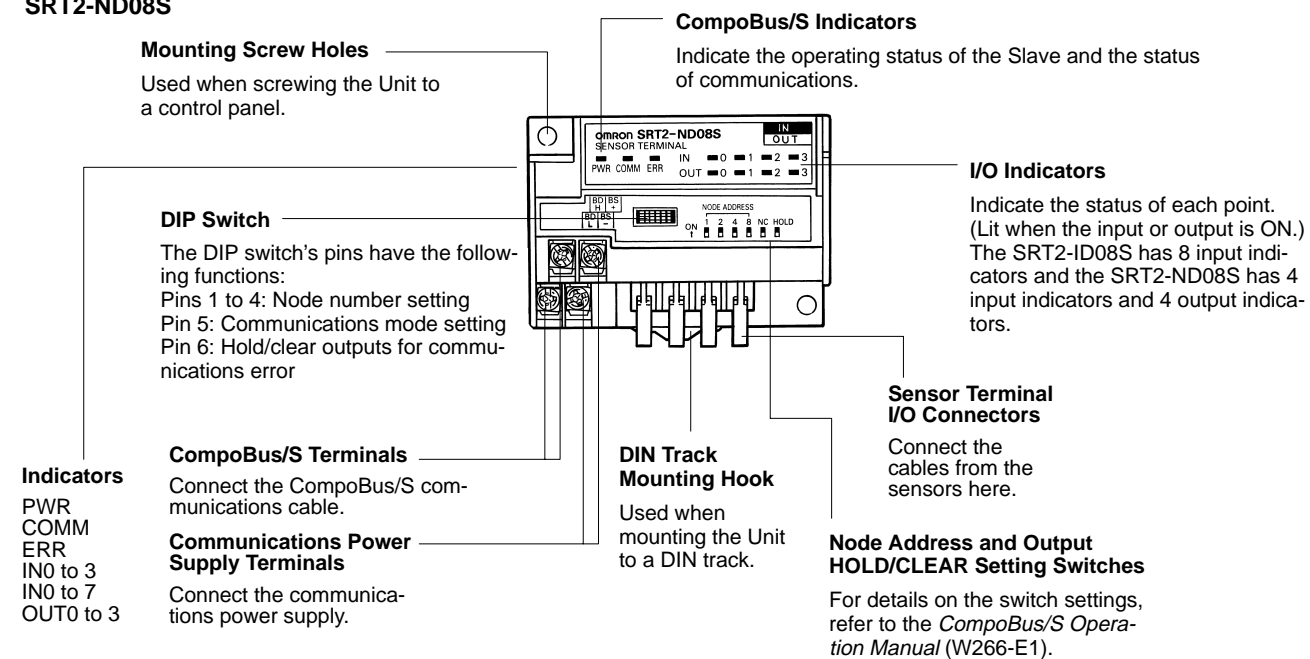 SRT2-ND08S
CompoBus/S Indicators
Indicate the operating status of the Slave and the status
of communications.
Mounting Screw Holes
Used when screwing the Unit to
a control panel.
OMRON SRT2-ND08S
SENSOR TERMINAL
IN
OUT
PWR COMM ERR
IN 0 1 2 3
OUT 0 1 2 3
BD H
BS +
BD L
BS −
NODE ADDRESS
ON ↑
1 2 4 8 NC HOLD
I/O Indicators
Indicate the status of each point.
(Lit when the input or output is ON.)
The SRT2-ID08S has 8 input indi-
cators and the SRT2-ND08S has 4
input indicators and 4 output indica-
tors.
DIP Switch
The DIP switch's pins have the follow-
ing functions:
Pins 1 to 4: Node number setting
Pin 5: Communications mode setting
Pin 6: Hold/clear outputs for commu-
nications error
Indicators
PWR
COMM
ERR
IN0 to 3
IN0 to 7
OUT0 to 3
CompoBus/S Terminals
Connect the CompoBus/S com-
munications cable.
Communications Power
Supply Terminals
Connect the communica-
tions power supply.
DIN Track
Mounting Hook
Used when
mounting the Unit
to a DIN track.
Sensor Terminal
I/O Connectors
Connect the
cables from the
sensors here.
Node Address and Output
HOLD/CLEAR Setting Switches
For details on the switch settings,
refer to the CompoBus/S Opera-
tion Manual (W266-E1).